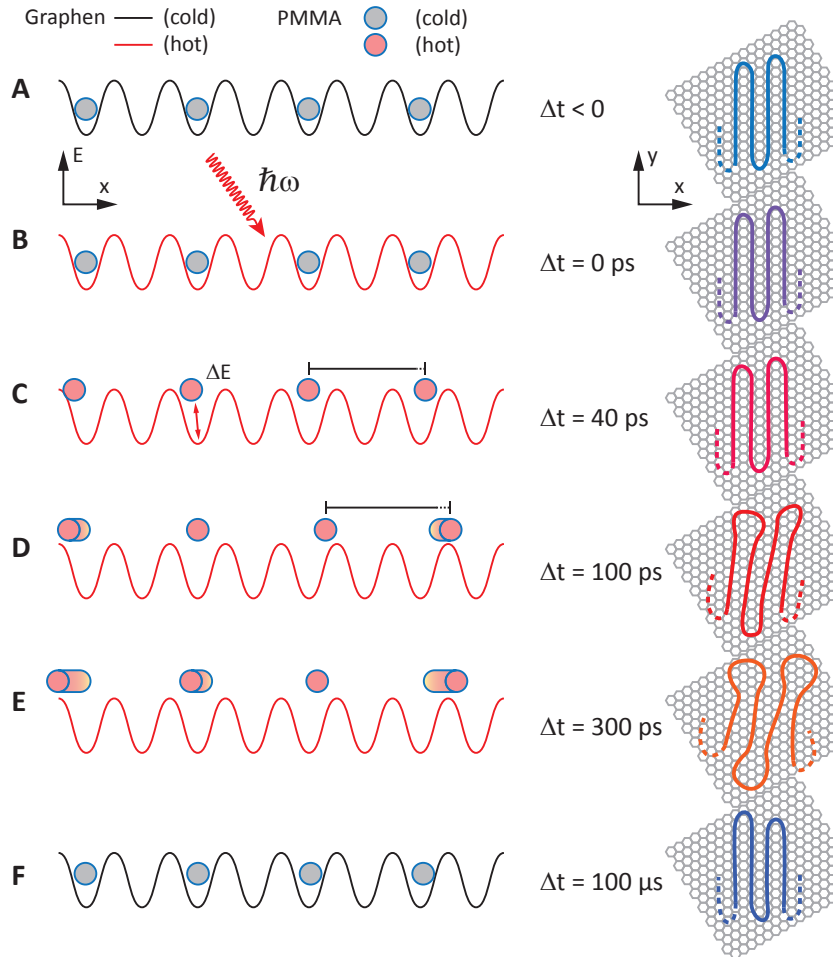 Graphen (cold) PMMA (cold)
(hot) (hot)
A Δt < 0
E y
x ħω x
B Δt = 0 ps
ΔE
C Δt = 40 ps
D Δt = 100 ps
E Δt = 300 ps
F Δt = 100 µs